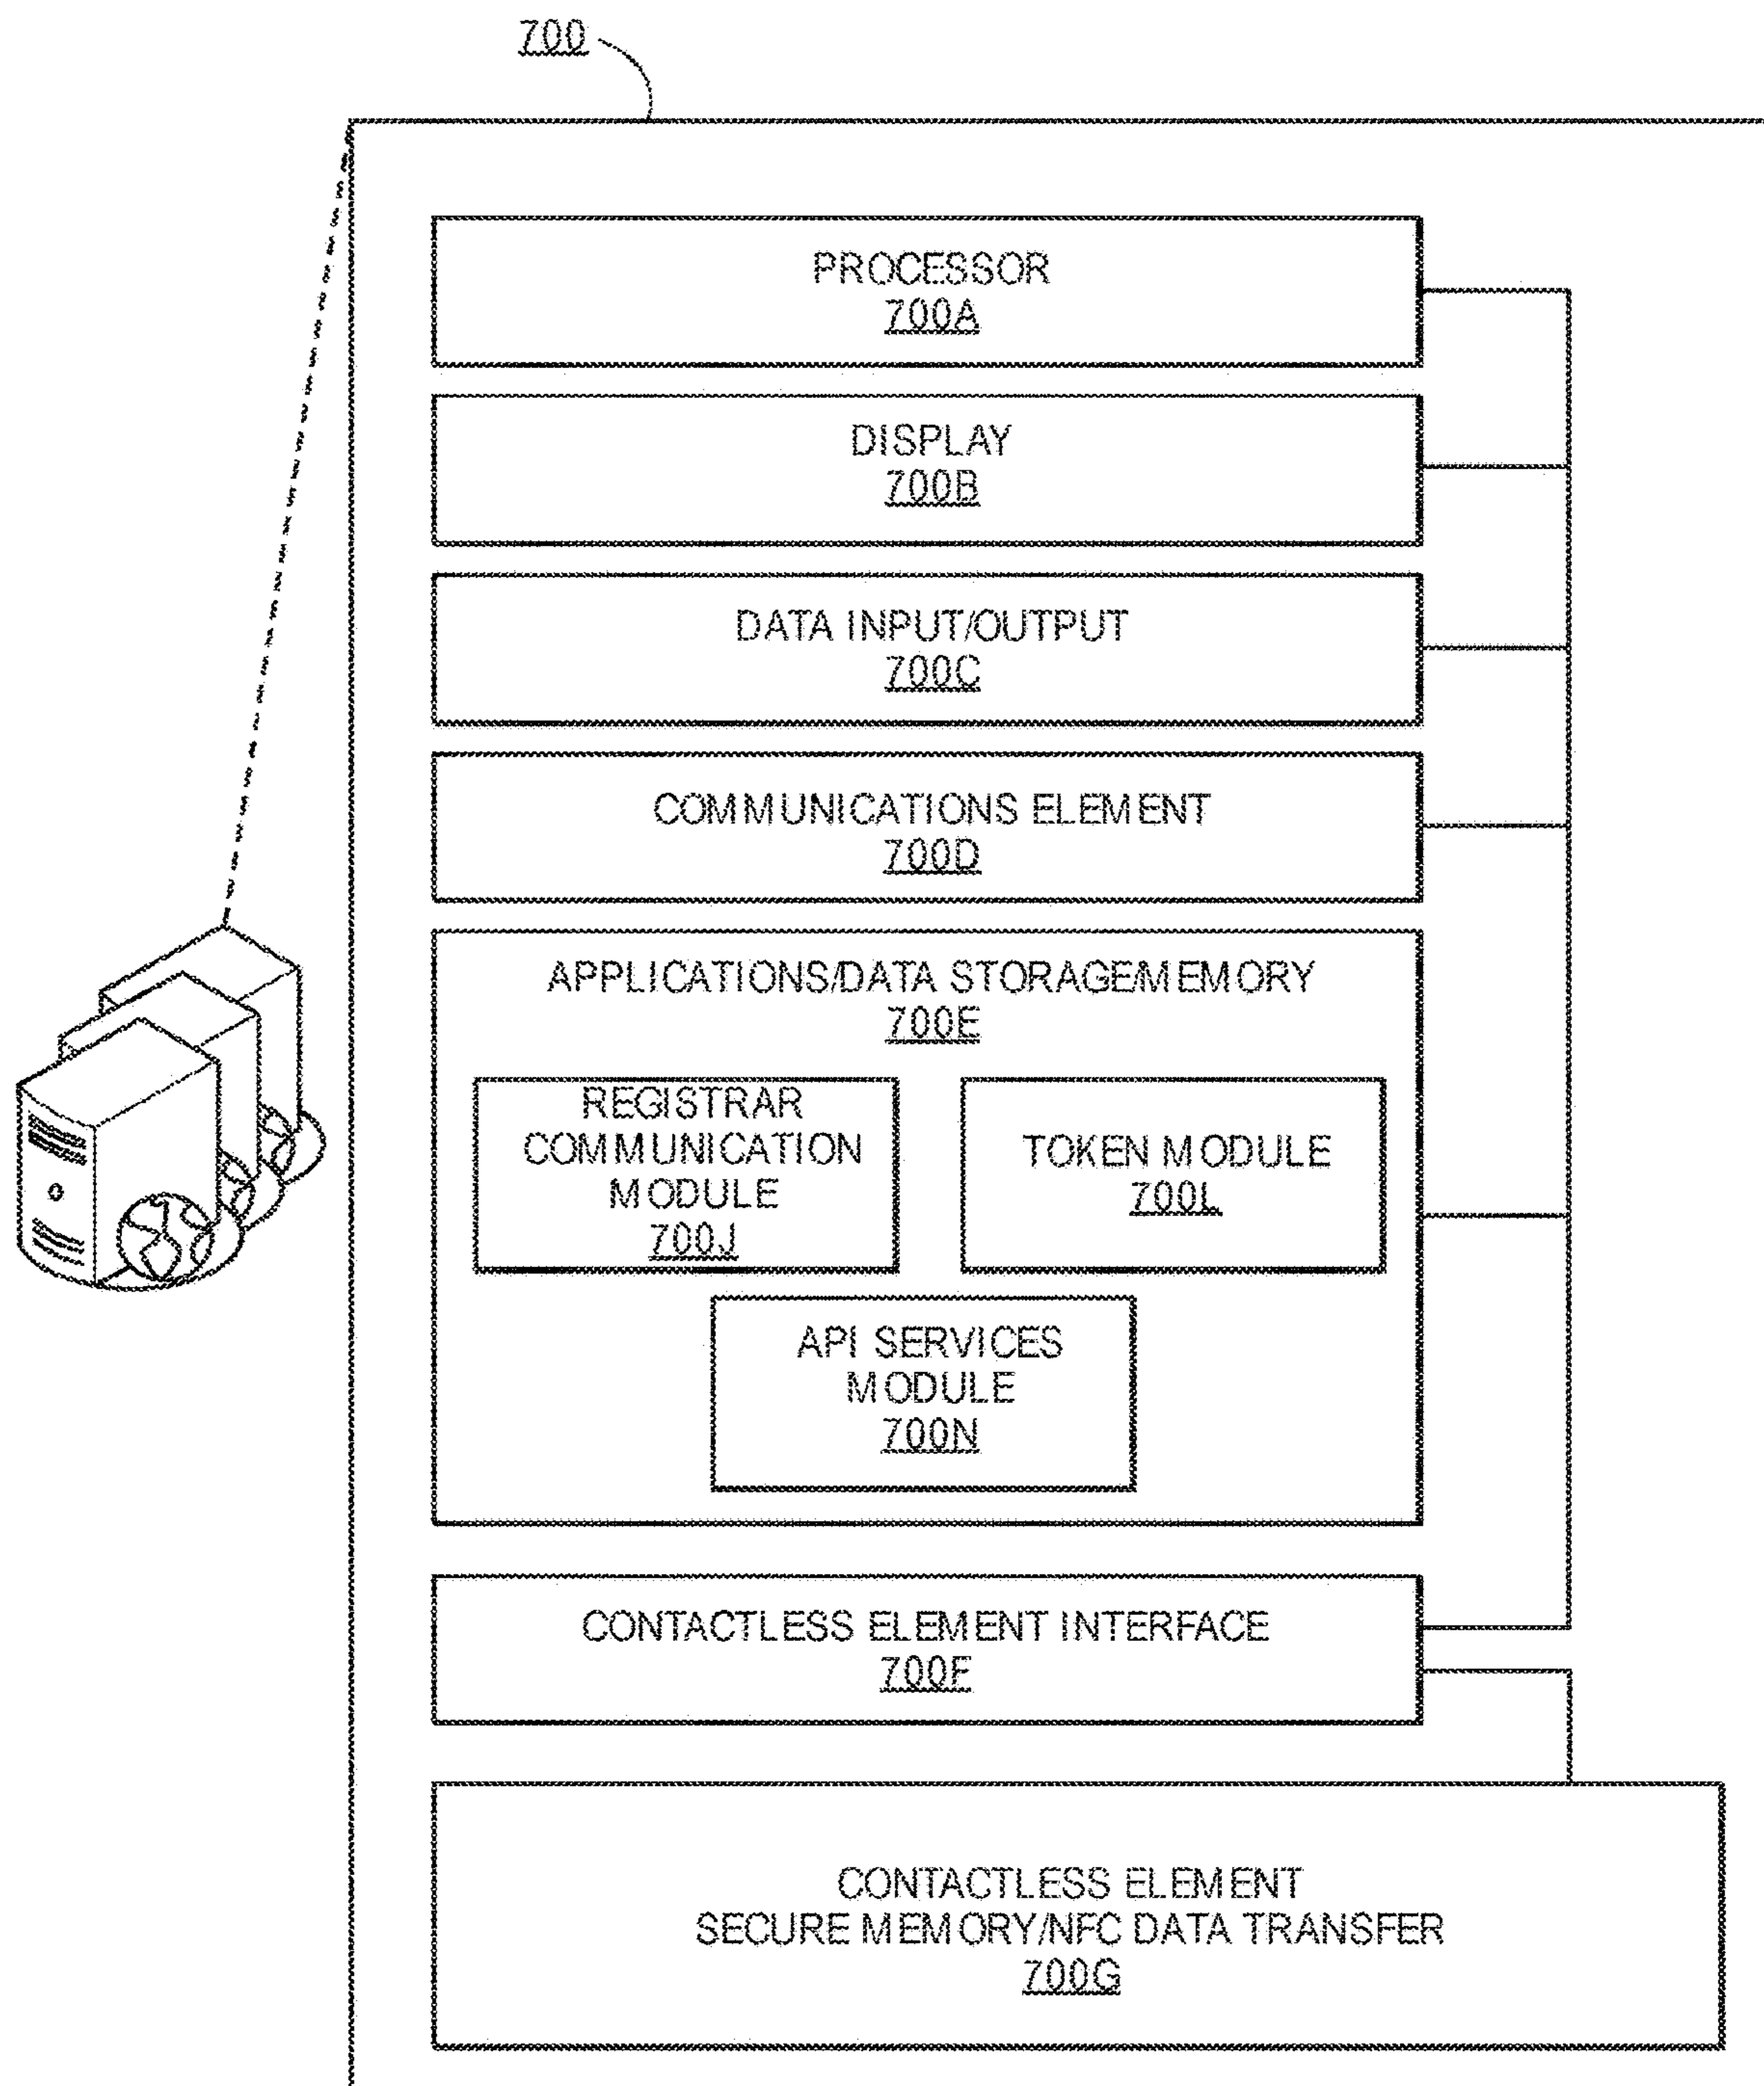 700
PROCESSOR
700A
DISPLAY
700B
DATA INPUT/OUTPUT
700C
COMMUNICATIONS ELEMENT
700D
APPLICATIONS/DATA STORAGE/MEMORY
700E
REGISTRAR
COMMUNICATION
MODULE
700J
TOKEN MODULE
700L
API SERVICES
MODULE
700N
CONTACTLESS ELEMENT INTERFACE
700F
CONTACTLESS ELEMENT
SECURE MEMORY/NFC DATA TRANSFER
700G